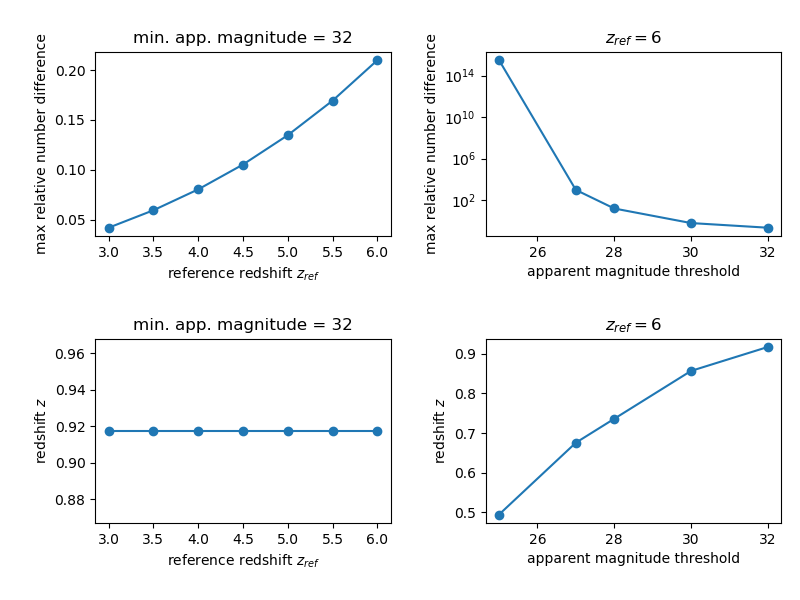 min. app. magnitude = 32
max relative number difference
0.20
0.15
0.10
0.05
3.0 3.5 4.0 4.5 5.0 5.5 6.0
reference redshift z_ref
z_ref = 6
max relative number difference
10^14
10^10
10^6
10^2
26 28 30 32
apparent magnitude threshold
min. app. magnitude = 32
redshift z
0.96
0.94
0.92
0.90
0.88
3.0 3.5 4.0 4.5 5.0 5.5 6.0
reference redshift z_ref
z_ref = 6
redshift z
0.9
0.8
0.7
0.6
0.5
26 28 30 32
apparent magnitude threshold